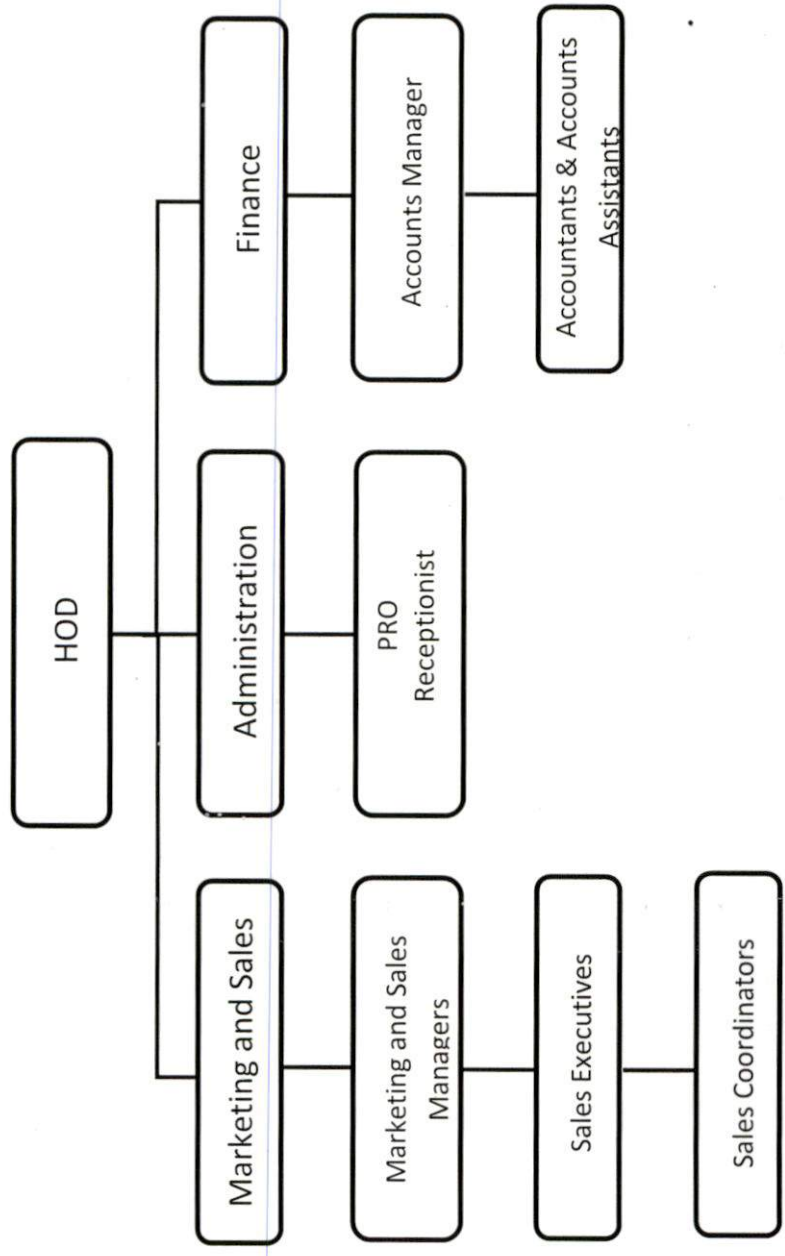 HOD
Marketing and Sales
Administration
Finance
Marketing and Sales
Managers
PRO
Receptionist
Accounts Manager
Sales Executives
Accountants & Accounts
Assistants
Sales Coordinators